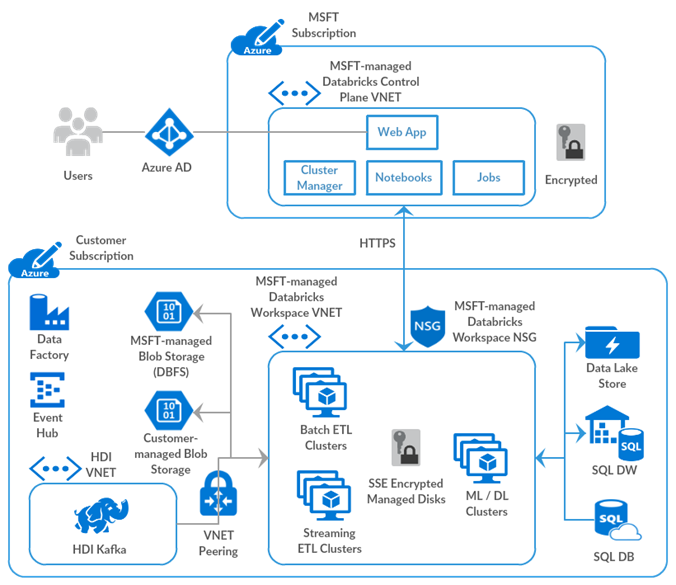 MSFT
Subscription
Azure
MSFT-managed
Databricks Control
Plane VNET
Web App
Cluster
Manager
Notebooks
Jobs
Users
Azure AD
Encrypted
HTTPS
Customer
Subscription
Azure
MSFT-managed
Databricks
Workspace VNET
NSG
MSFT-managed
Databricks
Workspace NSG
Data
Factory
10
01
MSFT-managed
Blob Storage
(DBFS)
Data Lake
Store
Event
Hub
10
01
Customer-
managed Blob
Storage
Batch ETL
Clusters
SSE Encrypted
Managed Disks
ML / DL
Clusters
SQL
SQL DW
HDI
VNET
HDI Kafka
VNET
Peering
Streaming
ETL Clusters
SQL
SQL DB